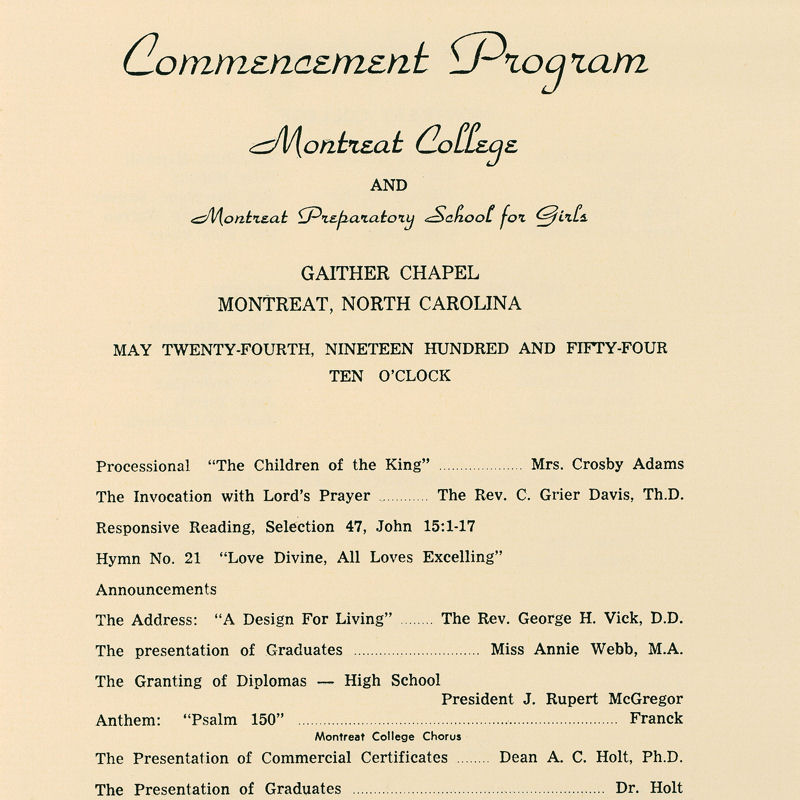 Commencement Program
Montreat College
AND
Montreat Preparatory School for Girls
GAITHER CHAPEL
MONTREAT, NORTH CAROLINA
MAY TWENTY-FOURTH, NINETEEN HUNDRED AND FIFTY-FOUR
TEN O'CLOCK
Processional "The Children of the King" .................... Mrs. Crosby Adams
The Invocation with Lord's Prayer ............ The Rev. C. Grier Davis, Th.D.
Responsive Reading, Selection 47, John 15:1-17
Hymn No. 21 "Love Divine, All Loves Excelling"
Announcements
The Address: "A Design For Living" ........ The Rev. George H. Vick, D.D.
The presentation of Graduates ............................... Miss Annie Webb, M.A.
The Granting of Diplomas — High School
President J. Rupert McGregor
Anthem: "Psalm 150" ................................................................................ Franck
Montreat College Chorus
The Presentation of Commercial Certificates ........ Dean A. C. Holt, Ph.D.
The Presentation of Graduates ............................................................... Dr. Holt